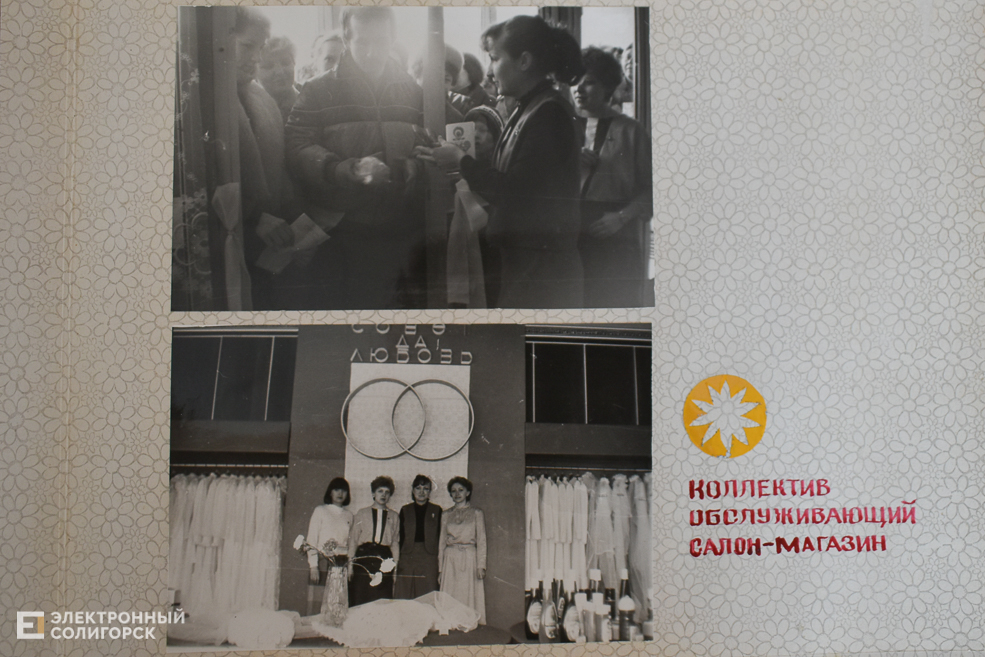 СОВЕТ
ДА!
ЛЮБОВЬ
КОЛЛЕКТИВ
ОБСЛУЖИВАЮЩИЙ
САЛОН-МАГАЗИН
ЭЛЕКТРОННЫЙ
СОЛИГОРСК